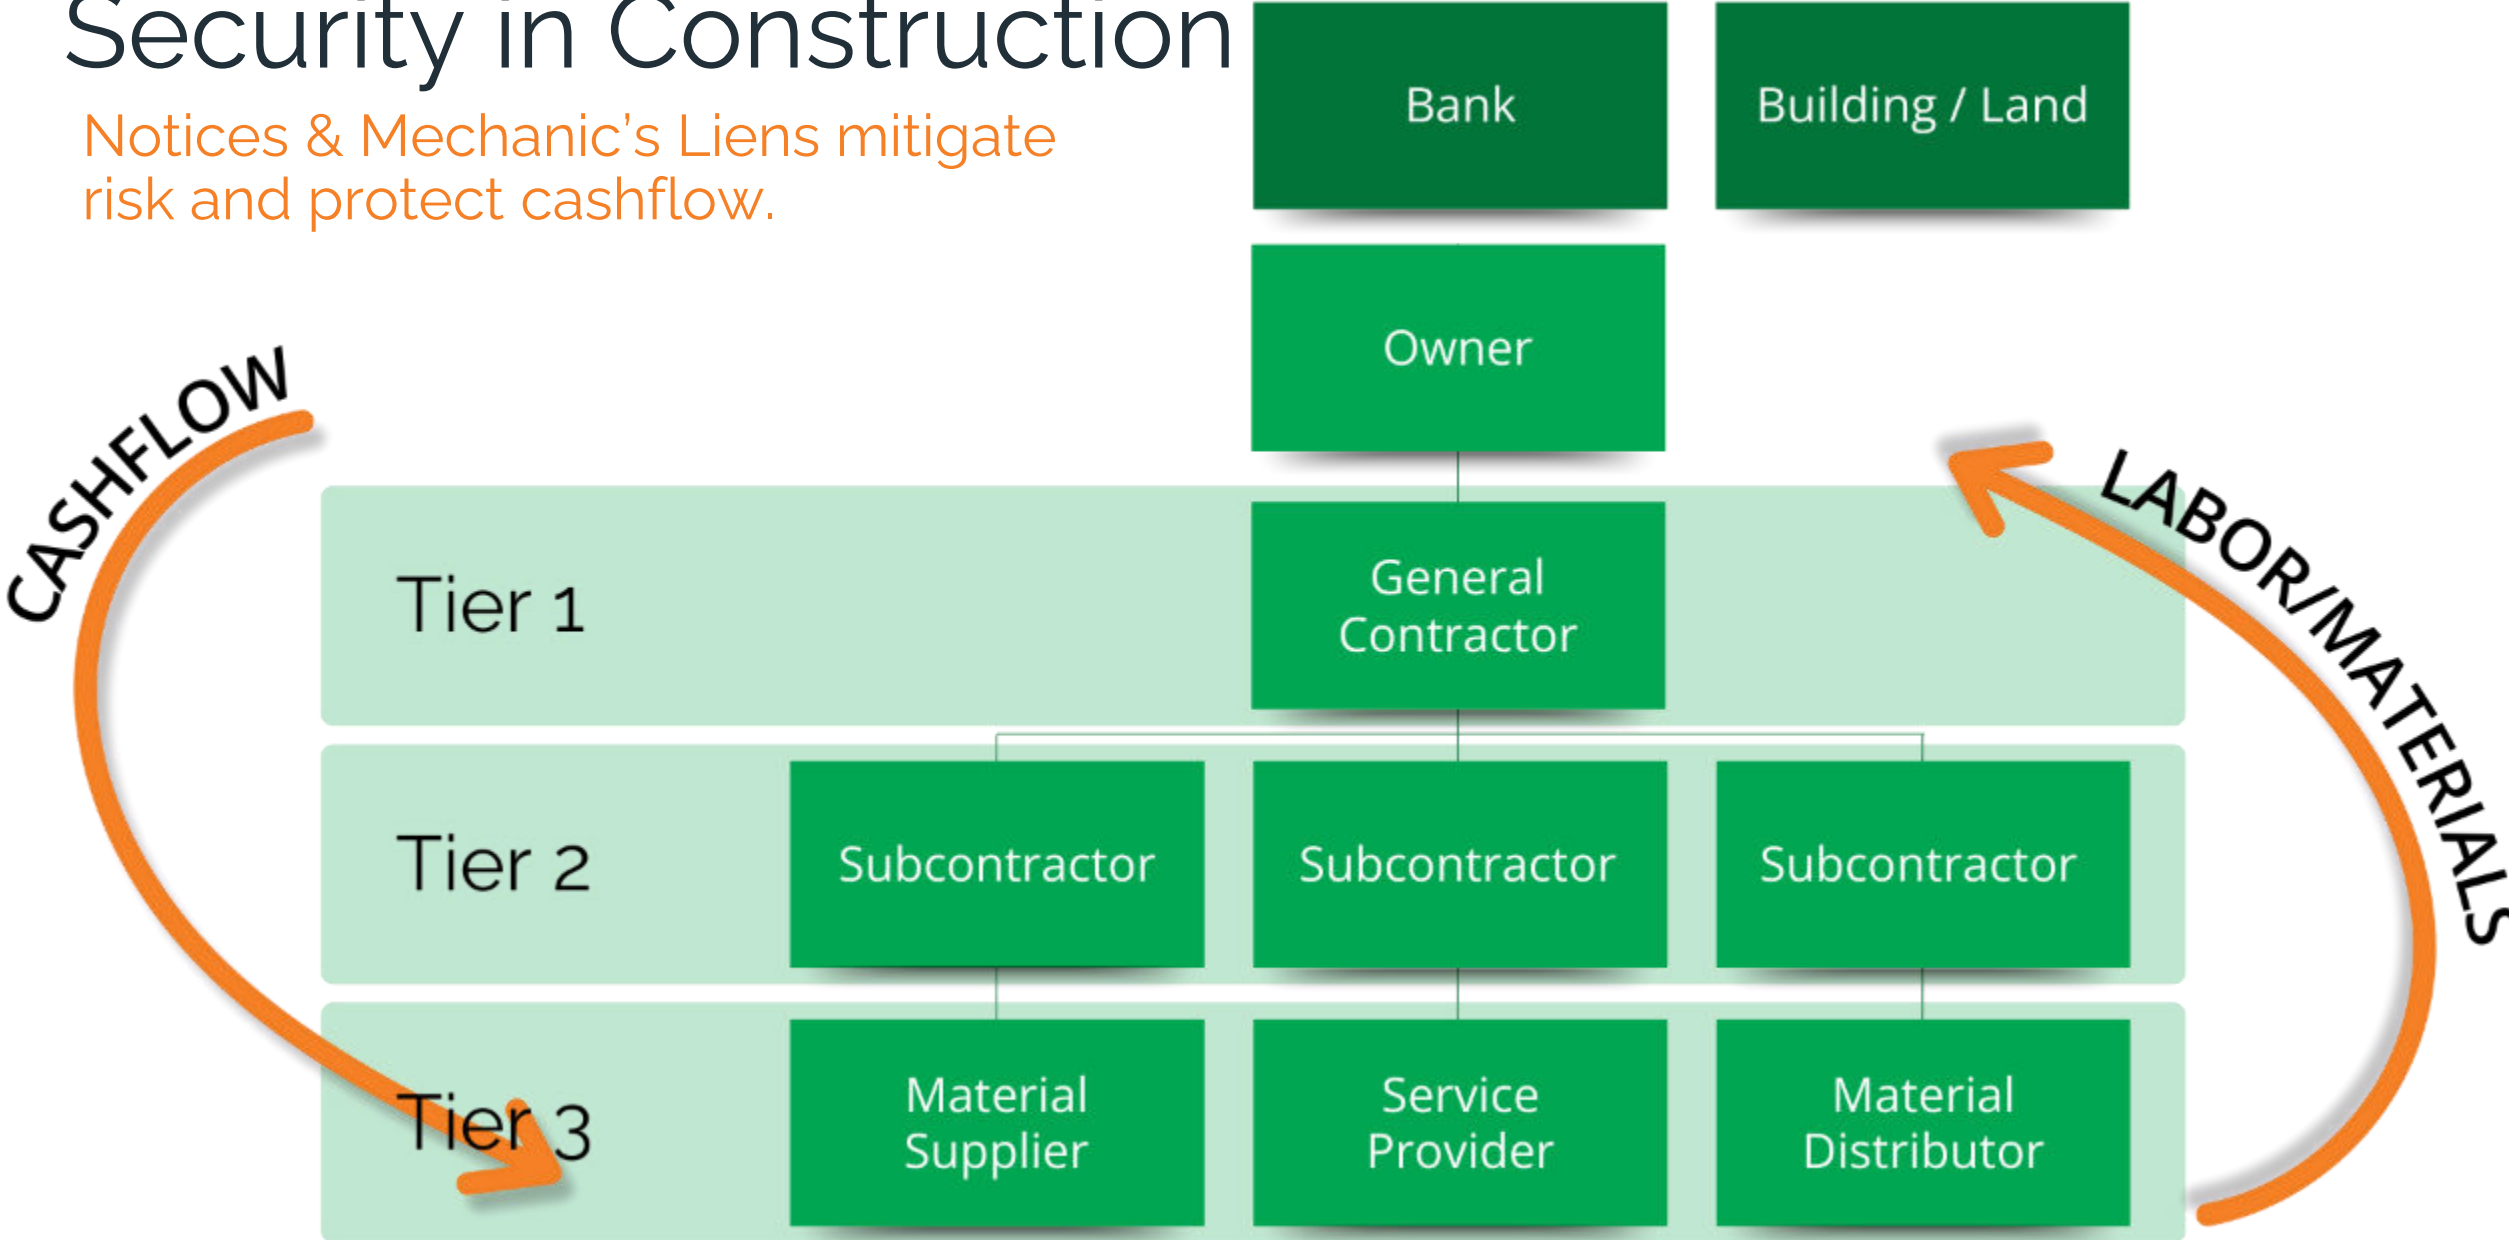 Security in Construction
Notices & Mechanic's Liens mitigate
risk and protect cashflow.
Bank
Building / Land
Owner
CASHFLOW
LABOR/MATERIALS
Tier 1
General
Contractor
Tier 2
Subcontractor
Subcontractor
Subcontractor
Tier 3
Material
Supplier
Service
Provider
Material
Distributor